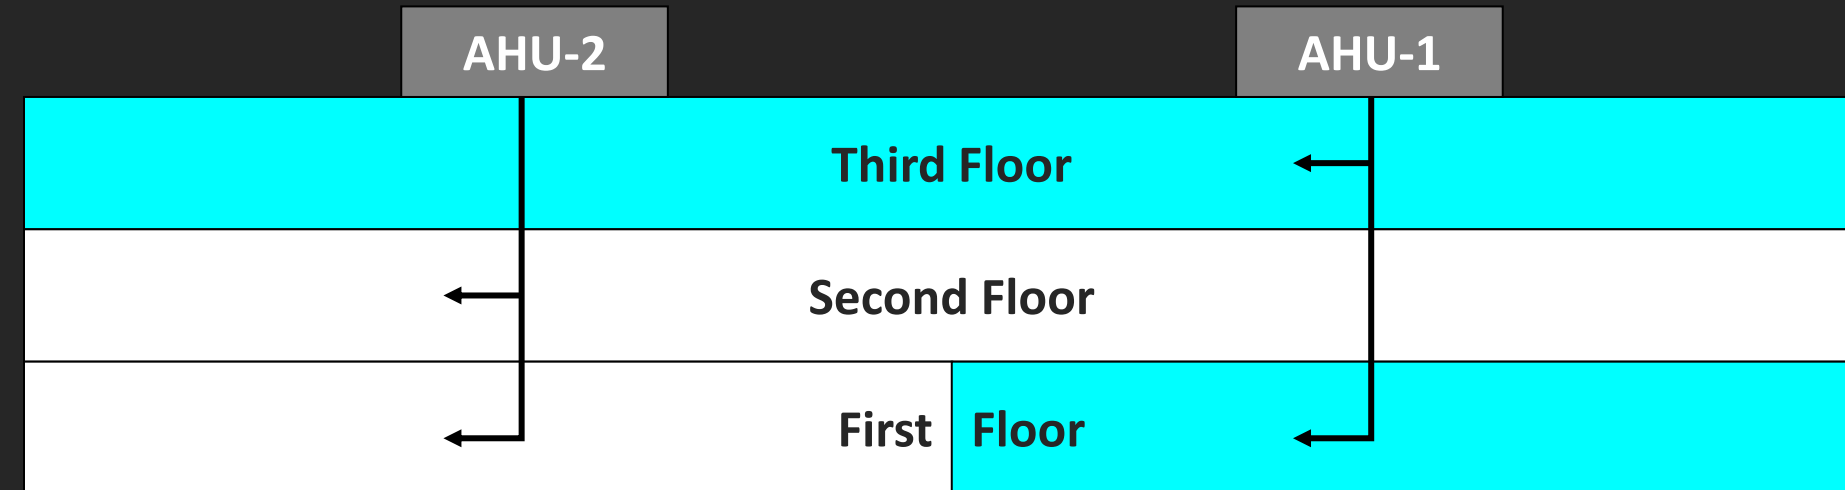 AHU-2 AHU-1
Third Floor
Second Floor
First Floor